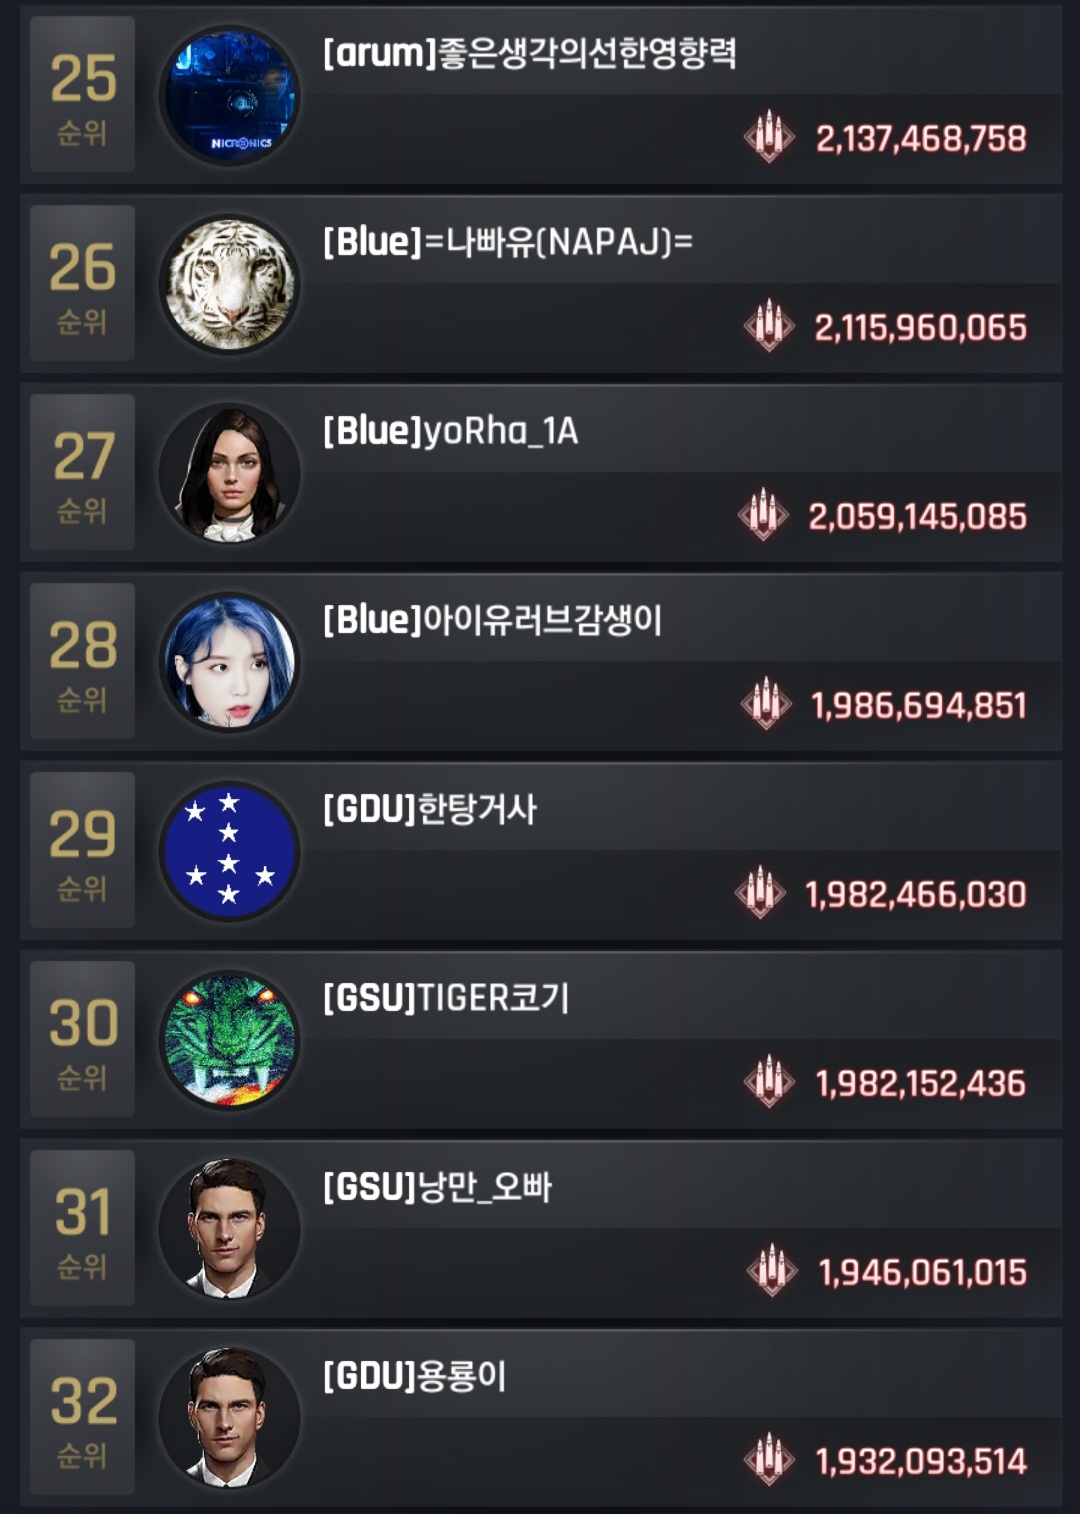 25
순위
NICRONICS
[arum]좋은생각의선한영향력
2,137,468,758
26
순위
[Blue]=나빠유(NAPAJ)=
2,115,960,065
27
순위
[Blue]yoRha_1A
2,059,145,085
28
순위
[Blue]아이유러브감생이
1,986,694,851
29
순위
[GDU]한탕거사
1,982,466,030
30
순위
[GSU]TIGER코기
1,982,152,436
31
순위
[GSU]낭만_오빠
1,946,061,015
32
순위
[GDU]용룡이
1,932,093,514